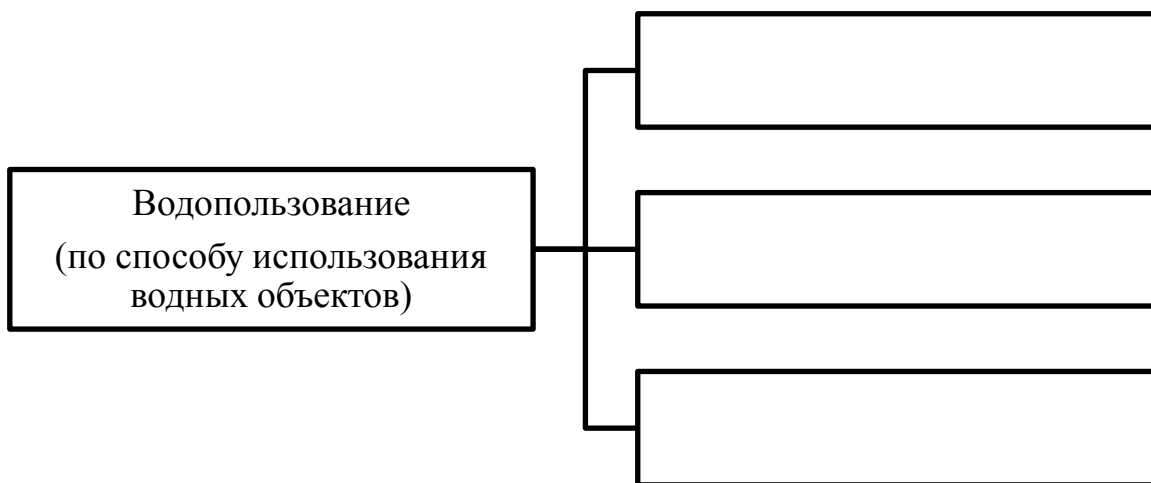 Водопользование
(по способу использования
водных объектов)